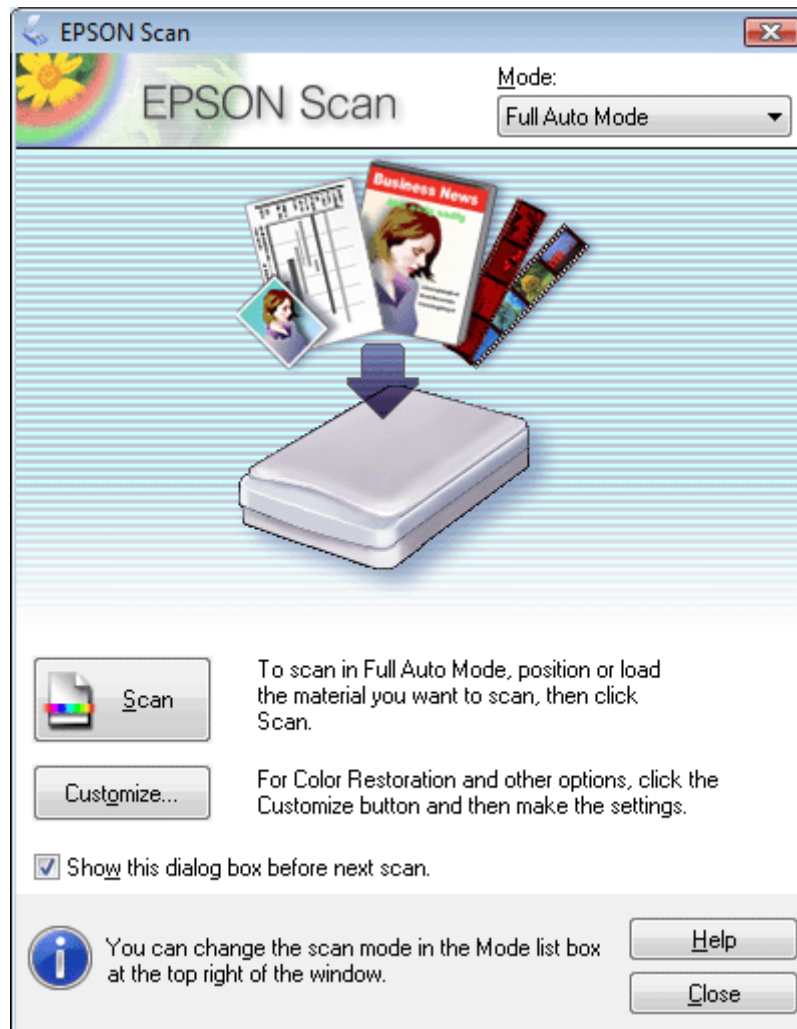 EPSON Scan
EPSON Scan
Mode:
Full Auto Mode
Business News
Scan
To scan in Full Auto Mode, position or load
the material you want to scan, then click
Scan.
Customize...
For Color Restoration and other options, click the
Customize button and then make the settings.
Show this dialog box before next scan.
You can change the scan mode in the Mode list box
at the top right of the window.
Help
Close